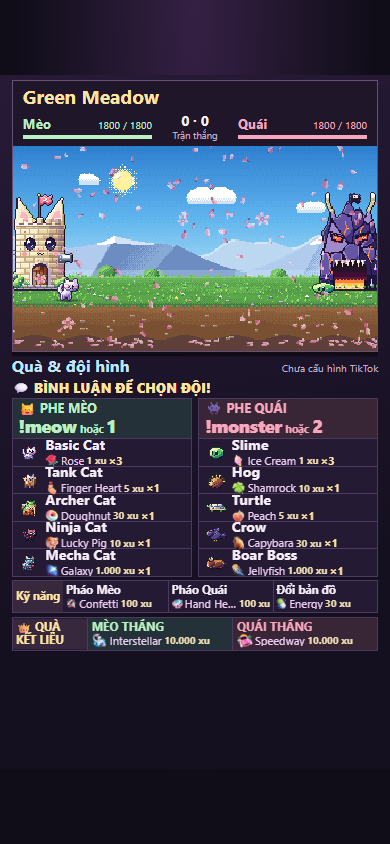 Green Meadow
Mèo 1800 / 1800
0 · 0
Trận thắng
Quái 1800 / 1800
Quà & đội hình
Chưa cấu hình TikTok
BÌNH LUẬN ĐỂ CHỌN ĐỘI!
PHE MÈO
!meow hoặc 1
Basic Cat
Rose 1 xu ×3
Tank Cat
Finger Heart 5 xu ×1
Archer Cat
Doughnut 30 xu ×1
Ninja Cat
Lucky Pig 10 xu ×1
Mecha Cat
Galaxy 1.000 xu ×1
PHE QUÁI
!monster hoặc 2
Slime
Ice Cream 1 xu ×3
Hog
Shamrock 10 xu ×1
Turtle
Peach 5 xu ×1
Crow
Capybara 30 xu ×1
Boar Boss
Jellyfish 1.000 xu ×1
Kỹ năng
Pháo Mèo
Confetti 100 xu
Pháo Quái
Hand He... 100 xu
Đổi bản đồ
Energy 30 xu
QUÀ
KẾT LIỄU
MÈO THẮNG
Interstellar 10.000 xu
QUÁI THẮNG
Speedway 10.000 xu